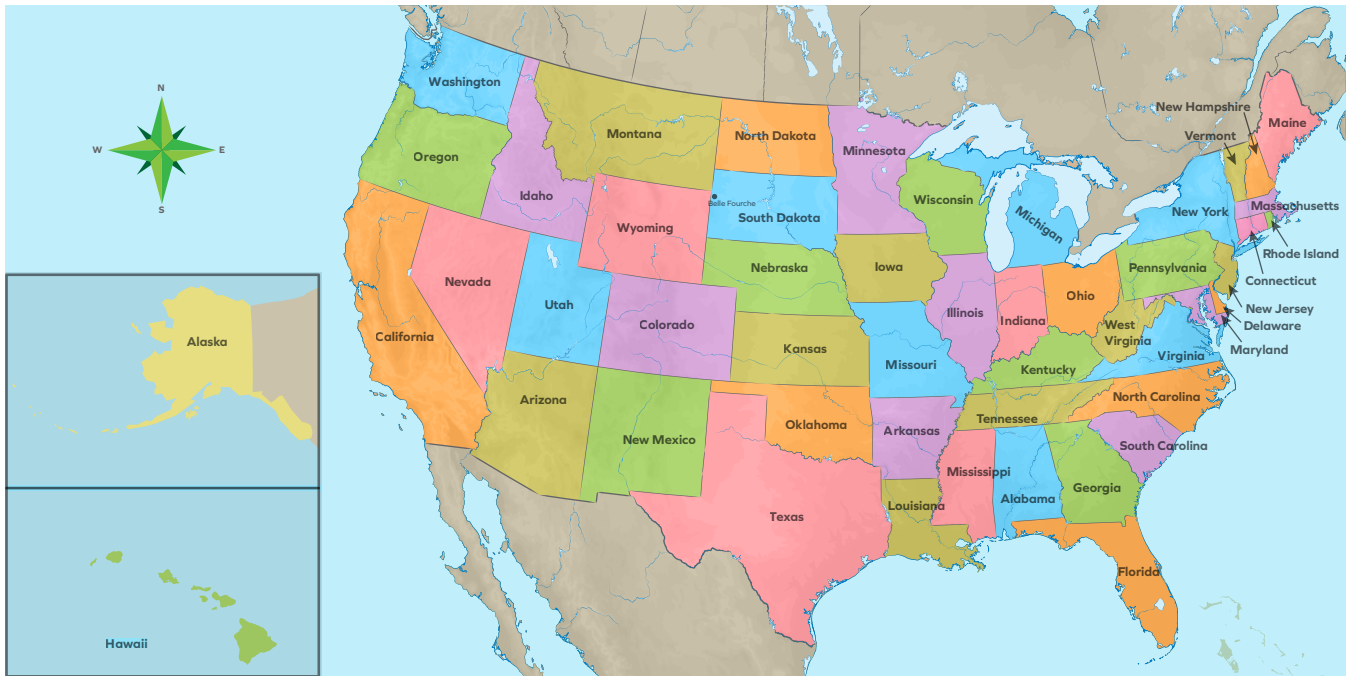 N
W
E
S
Washington
Oregon
Idaho
Montana
North Dakota
Minnesota
Wisconsin
Michigan
New Hampshire
Vermont
Maine
Massachusetts
New York
Rhode Island
Connecticut
New Jersey
Delaware
Maryland
Pennsylvania
Wyoming
Belle Fourche
South Dakota
Nebraska
Iowa
Nevada
Utah
Colorado
California
Kansas
Missouri
Illinois
Indiana
Ohio
West
Virginia
Virginia
Kentucky
Tennessee
North Carolina
South Carolina
Arizona
New Mexico
Oklahoma
Arkansas
Mississippi
Alabama
Georgia
Louisiana
Texas
Florida
Alaska
Hawaii